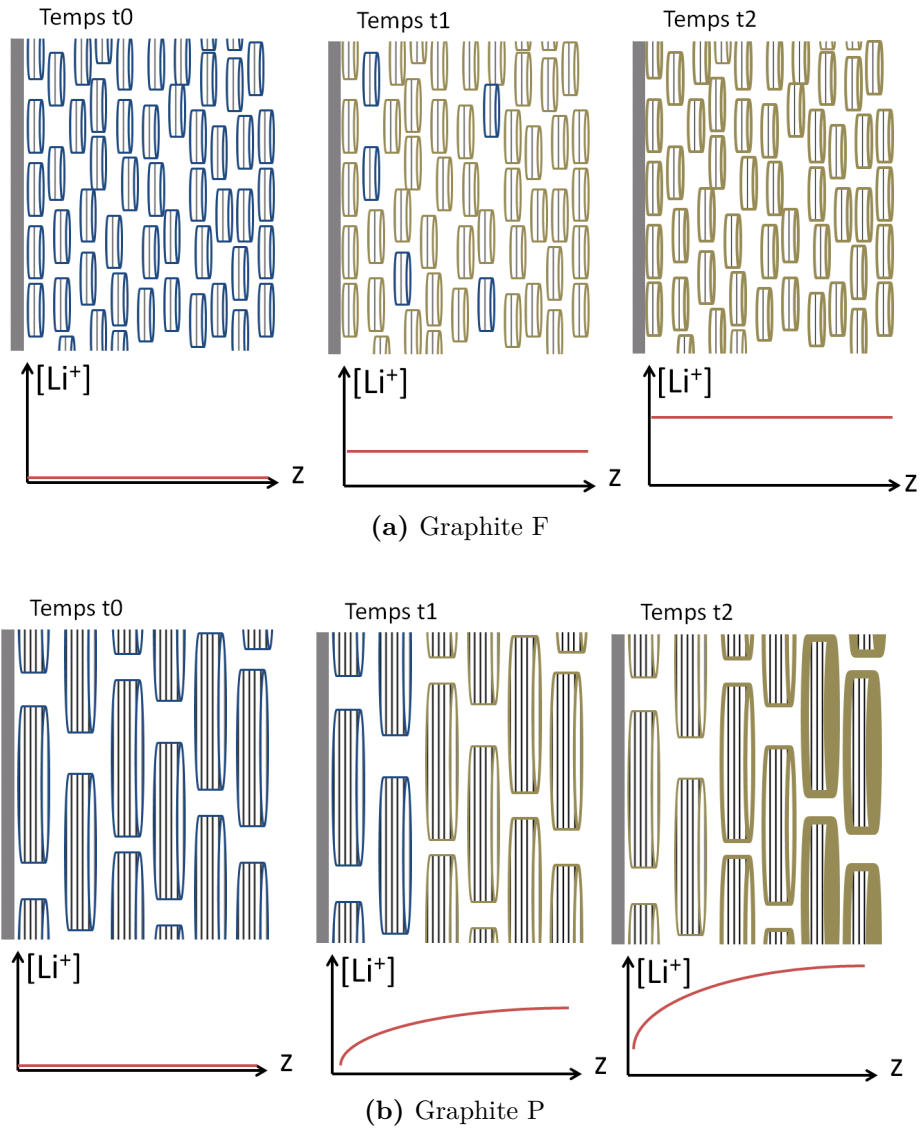 Temps t0 Temps t1 Temps t2
[Li⁺] [Li⁺] [Li⁺]
z z z
(a) Graphite F
Temps t0 Temps t1 Temps t2
[Li⁺] [Li⁺] [Li⁺]
z z z
(b) Graphite P